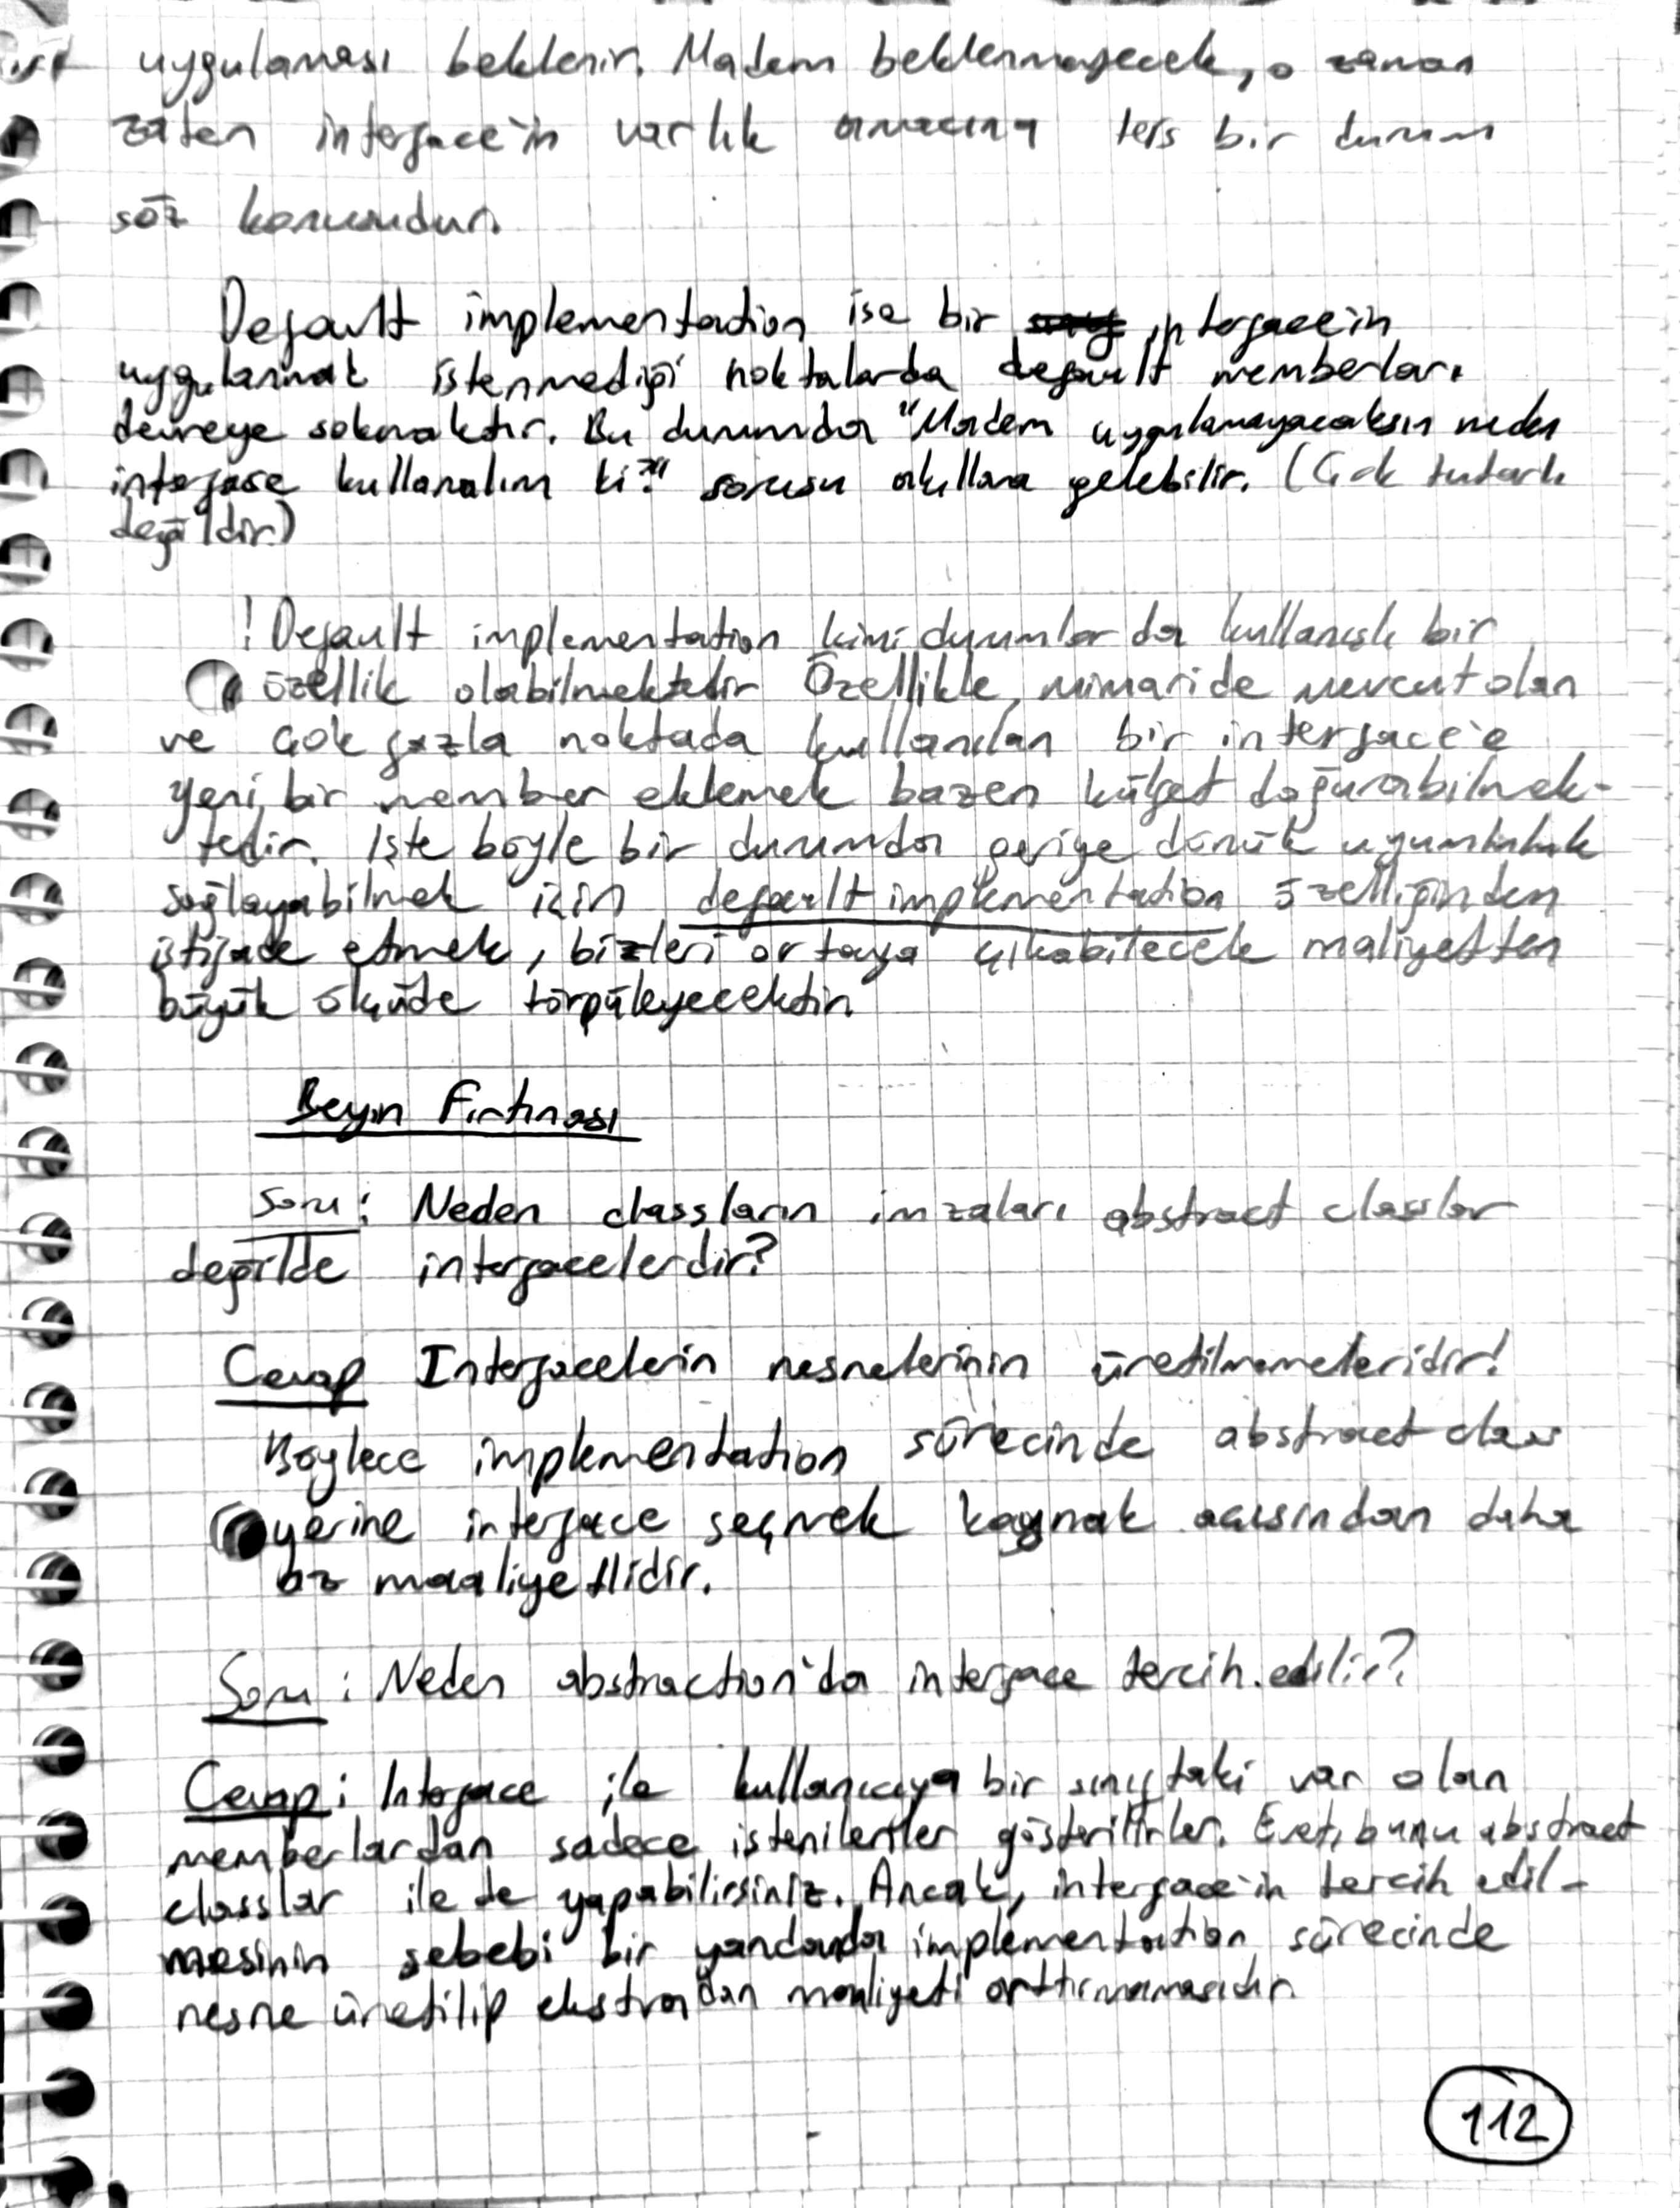 uygulaması beklenir. Madem beklenmeyecek, o zaman
zaten interface'in varlık amacına ters bir durum
söz konusudur.
Default implementation ise bir interface'in
uygulanmak istenmediği noktalarda default memberları
devreye sokmaktır. Bu durumda "Madem uygulamayacaksın neden
interface kullanalım ki?" sorusu akıllara gelebilir. (Çok tutarlı
değildir)
! Default implementation kimi durumlarda kullanışlı bir
özellik olabilmektedir Özellikle, mimaride mevcut olan
ve çok fazla noktada kullanılan bir interface'e
yeni bir member eklemek bazen külfet doğurabilmek-
tedir. İşte böyle bir durumda geriye dönük uyumluluk
sağlayabilmek için default implementation özelliğinden
istifade etmek, bizleri ortaya çıkabilecek maliyetten
büyük ölçüde törpüleyecektir.
Beyin Fırtınası
Soru : Neden classların imzaları abstract classlar
değilde interfacelerdir?
Cevap Interfacelerin nesnelerinin üretilmemeleridir!
Böylece implementation sürecinde abstract class
yerine interface seçmek kaynak açısından daha
az maaliyetlidir.
Soru : Neden abstraction'da interface tercih edilir?
Cevap : Interface ile kullanıcıya bir sınıftaki var olan
memberlardan sadece istenilenler gösterilirler. Evet, bunu abstract
classlar ile de yapabilirsiniz. Ancak, interface'in tercih edil-
mesinin sebebi bir yandanda implementation sürecinde
nesne üretilip ekstradan maliyeti arttırmamasıdır.
112